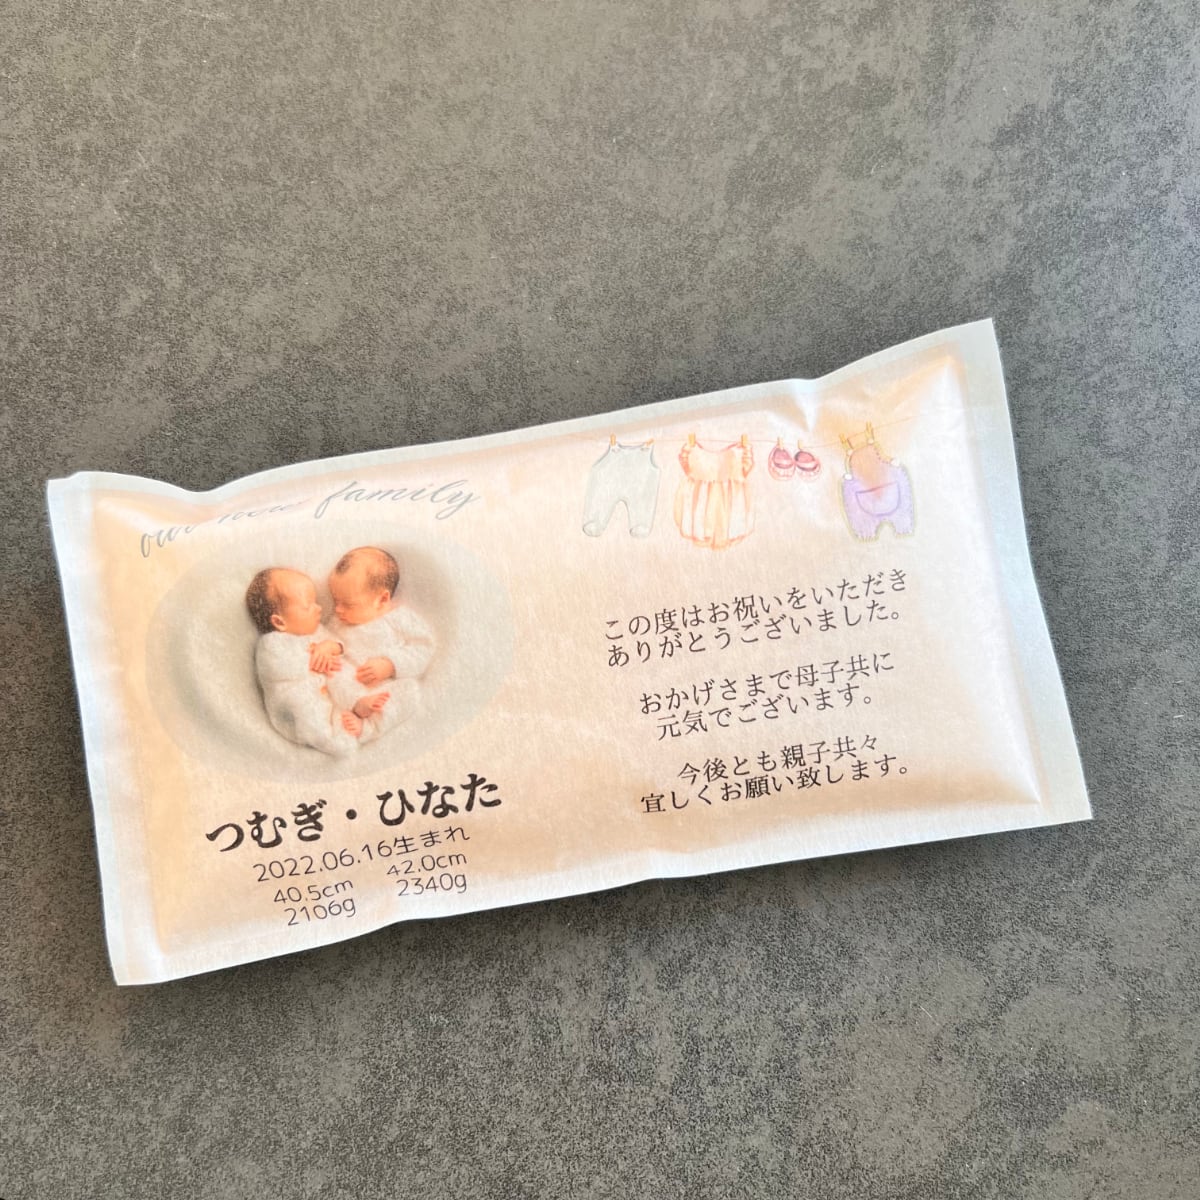 our new family
つむぎ・ひなた
2022.06.16生まれ
40.5cm 42.0cm
2106g 2340g
この度はお祝いをいただき
ありがとうございました。
おかげさまで母子共に
元気でございます。
今後とも親子共々
宜しくお願い致します。